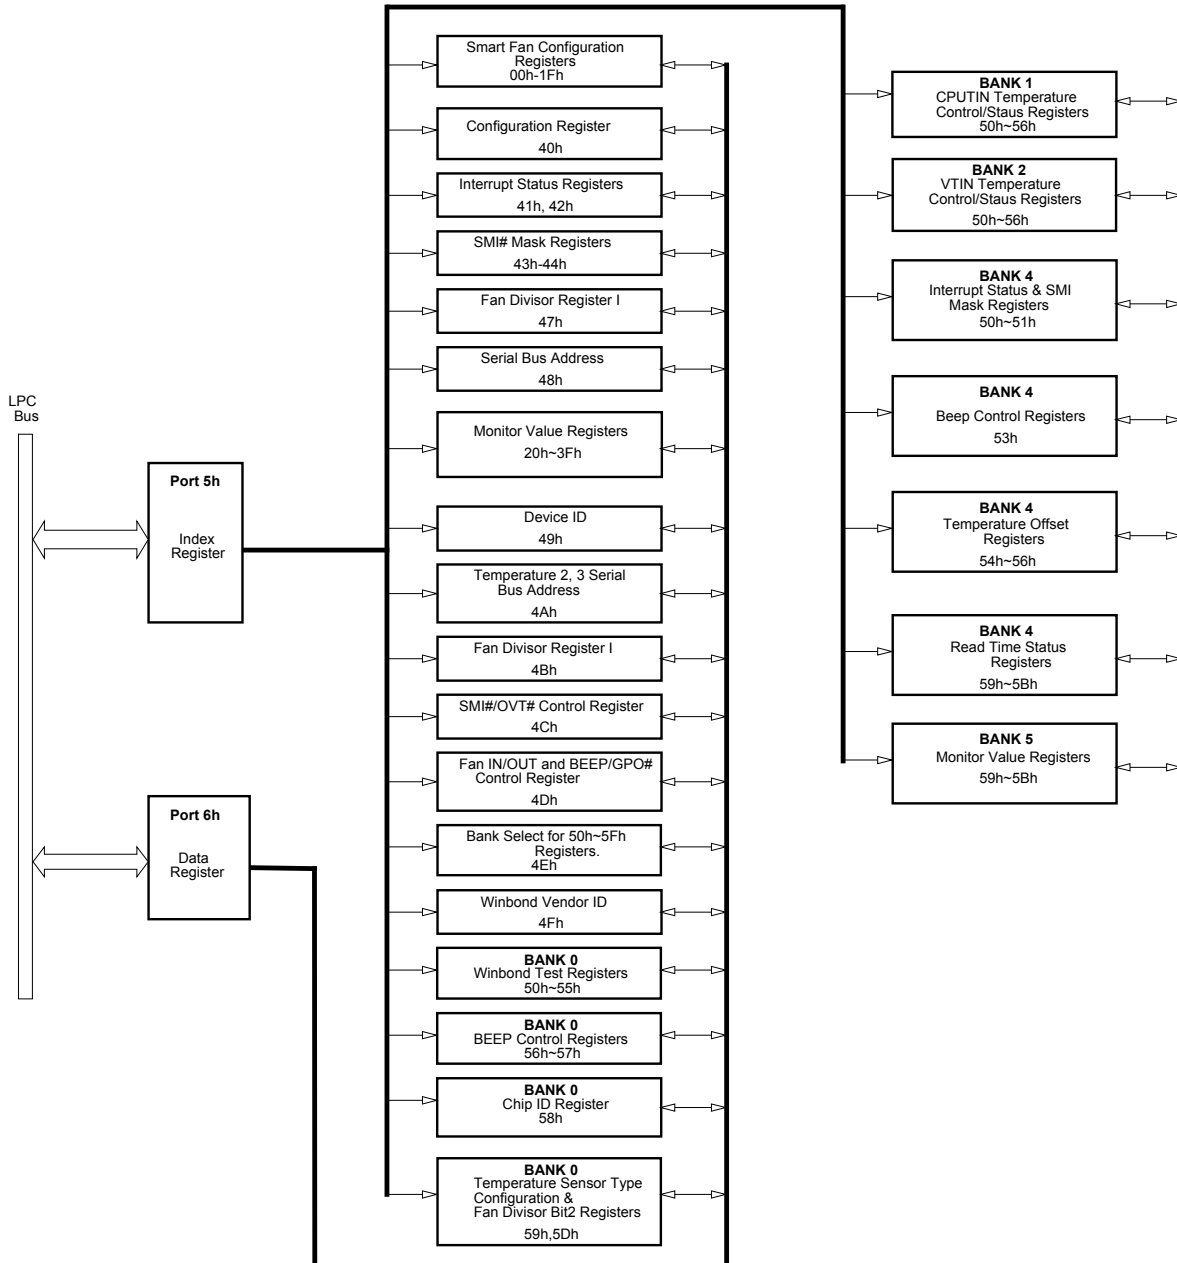 LPC
Bus
Port 5h
Index
Register
Port 6h
Data
Register
Smart Fan Configuration
Registers
00h-1Fh
Configuration Register
40h
Interrupt Status Registers
41h, 42h
SMI# Mask Registers
43h-44h
Fan Divisor Register I
47h
Serial Bus Address
48h
Monitor Value Registers
20h~3Fh
Device ID
49h
Temperature 2, 3 Serial
Bus Address
4Ah
Fan Divisor Register I
4Bh
SMI#/OVT# Control Register
4Ch
Fan IN/OUT and BEEP/GPO#
Control Register
4Dh
Bank Select for 50h~5Fh
Registers.
4Eh
Winbond Vendor ID
4Fh
BANK 0
Winbond Test Registers
50h~55h
BANK 0
BEEP Control Registers
56h~57h
BANK 0
Chip ID Register
58h
BANK 0
Temperature Sensor Type
Configuration &
Fan Divisor Bit2 Registers
59h,5Dh
BANK 1
CPUTIN Temperature
Control/Staus Registers
50h~56h
BANK 2
VTIN Temperature
Control/Staus Registers
50h~56h
BANK 4
Interrupt Status & SMI
Mask Registers
50h~51h
BANK 4
Beep Control Registers
53h
BANK 4
Temperature Offset
Registers
54h~56h
BANK 4
Read Time Status
Registers
59h~5Bh
BANK 5
Monitor Value Registers
59h~5Bh